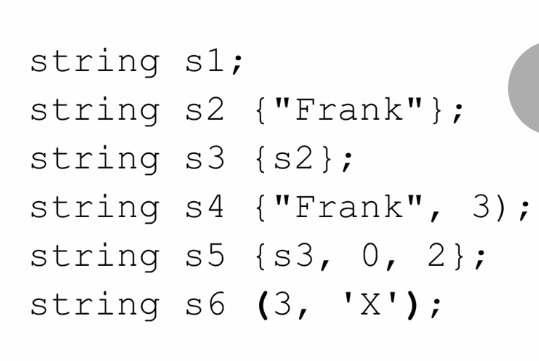 string s1;
string s2 {"Frank"};
string s3 {s2};
string s4 {"Frank", 3);
string s5 {s3, 0, 2};
string s6 (3, 'X');